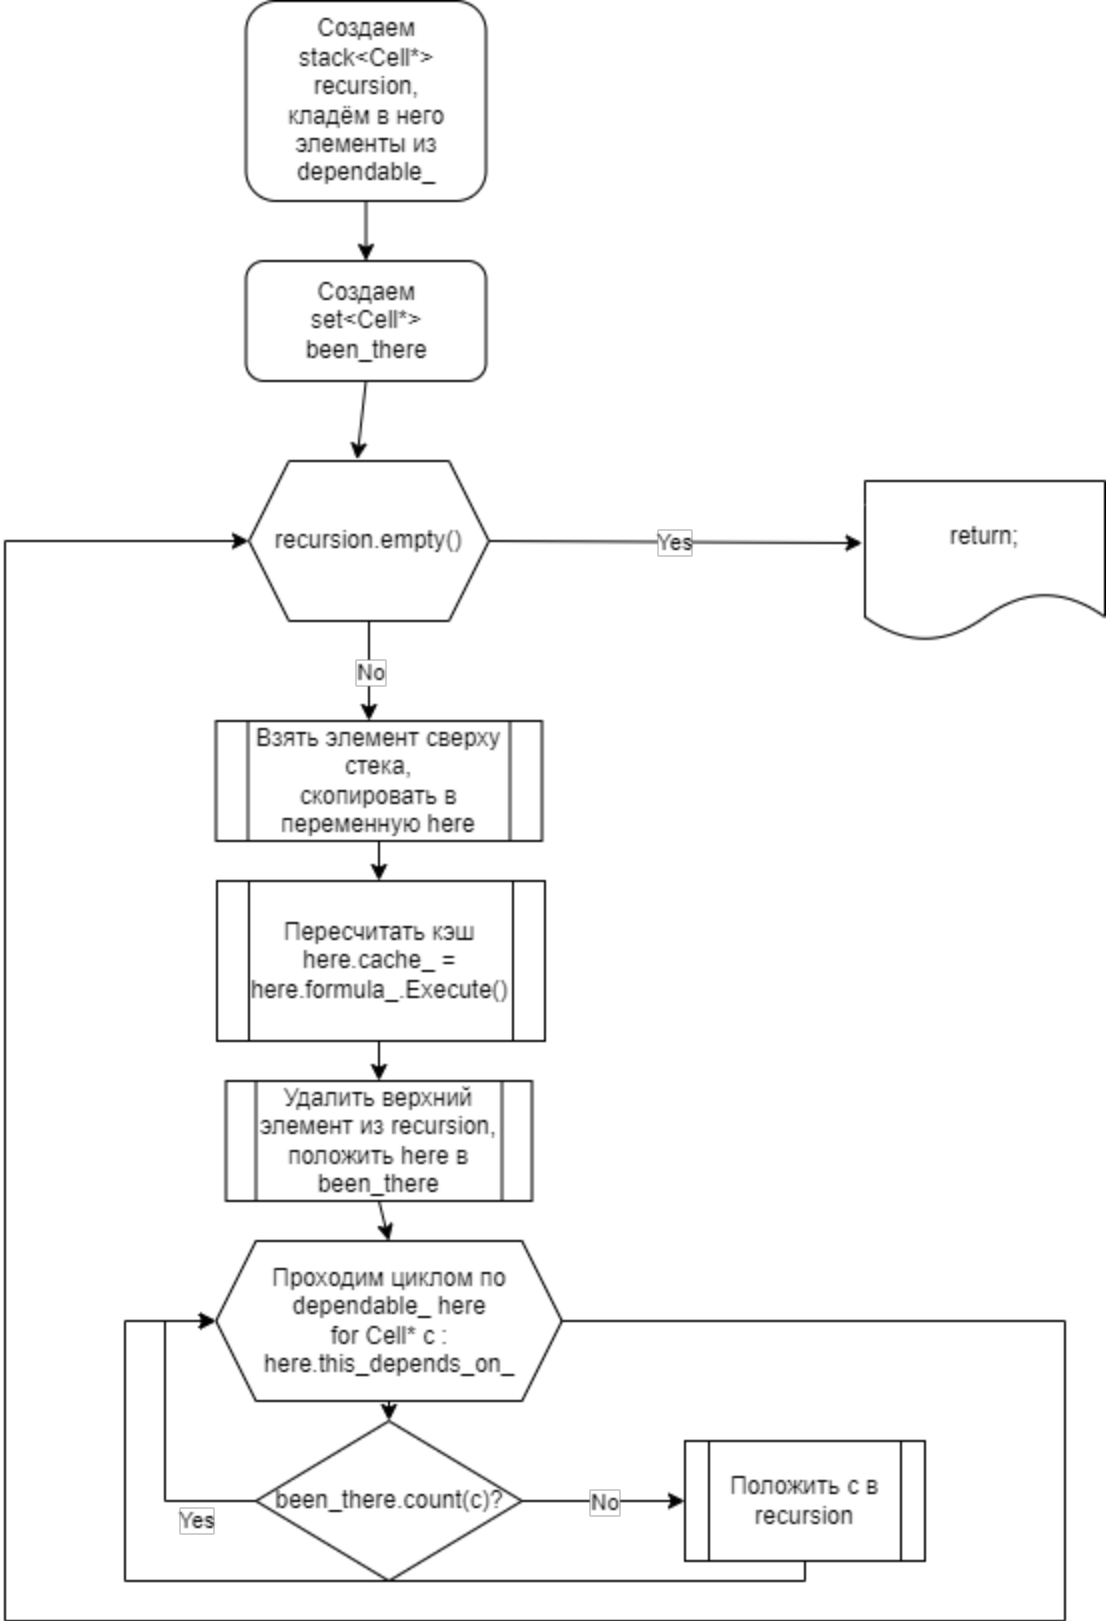 Создаем
stack<Cell*>
recursion,
кладём в него
элементы из
dependable_
Создаем
set<Cell*>
been_there
recursion.empty()
Yes
return;
No
Взять элемент сверху
стека,
скопировать в
переменную here
Пересчитать кэш
here.cache_ =
here.formula_.Execute()
Удалить верхний
элемент из recursion,
положить here в
been_there
Проходим циклом по
dependable_ here
for Cell* c :
here.this_depends_on_
been_there.count(c)?
Yes
No
Положить c в
recursion